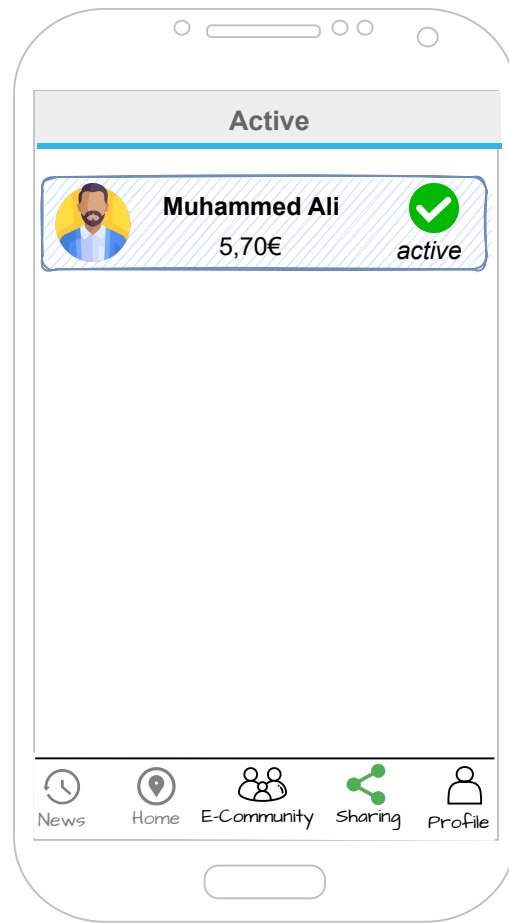 Active
Muhammed Ali
5,70€
active
News Home E-Community Sharing Profile